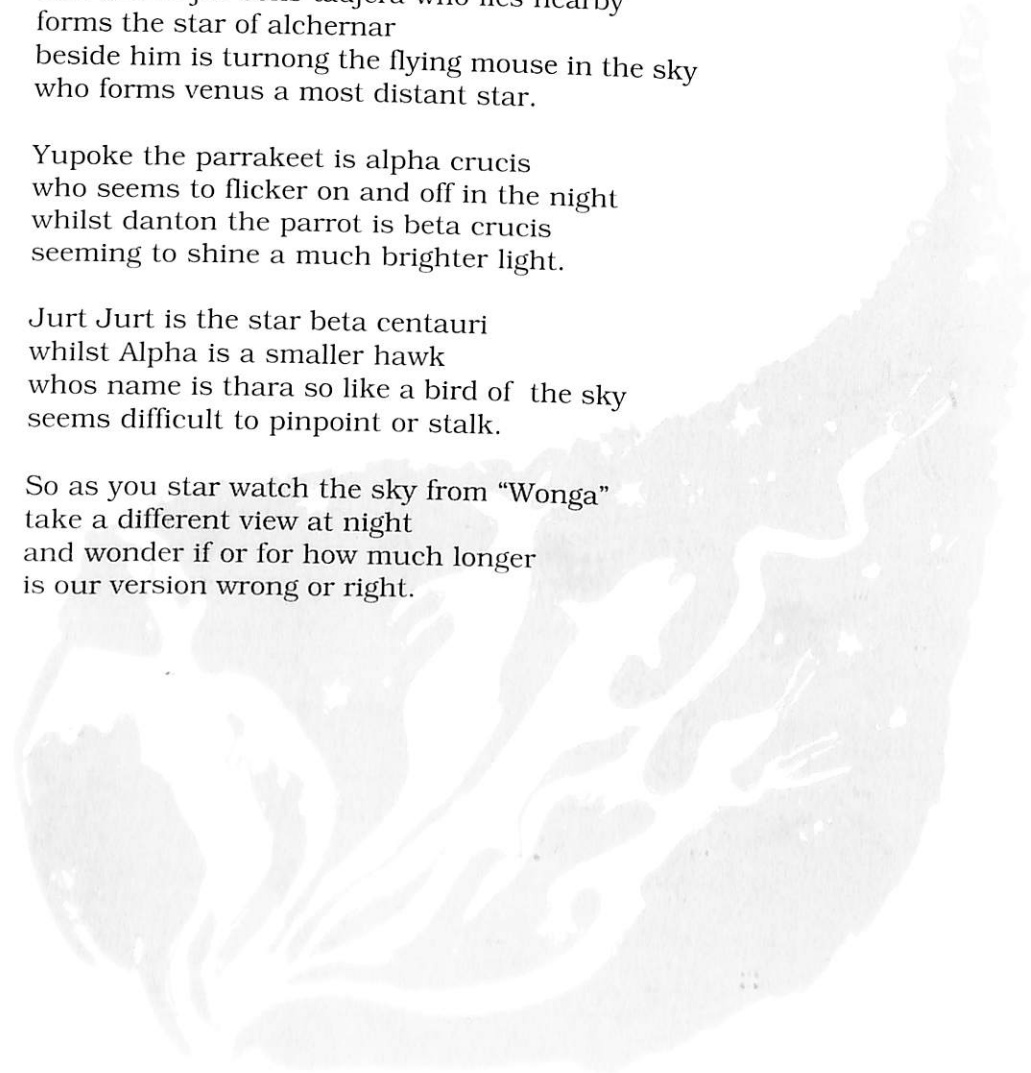 who lies nearby
forms the star of alchernar
beside him is turnong the flying mouse in the sky
who forms venus a most distant star.

Yupoke the parrakeet is alpha crucis
who seems to flicker on and off in the night
whilst danton the parrot is beta crucis
seeming to shine a much brighter light.

Jurt Jurt is the star beta centauri
whilst Alpha is a smaller hawk
whos name is thara so like a bird of the sky
seems difficult to pinpoint or stalk.

So as you star watch the sky from “Wonga”
take a different view at night
and wonder if or for how much longer
is our version wrong or right.